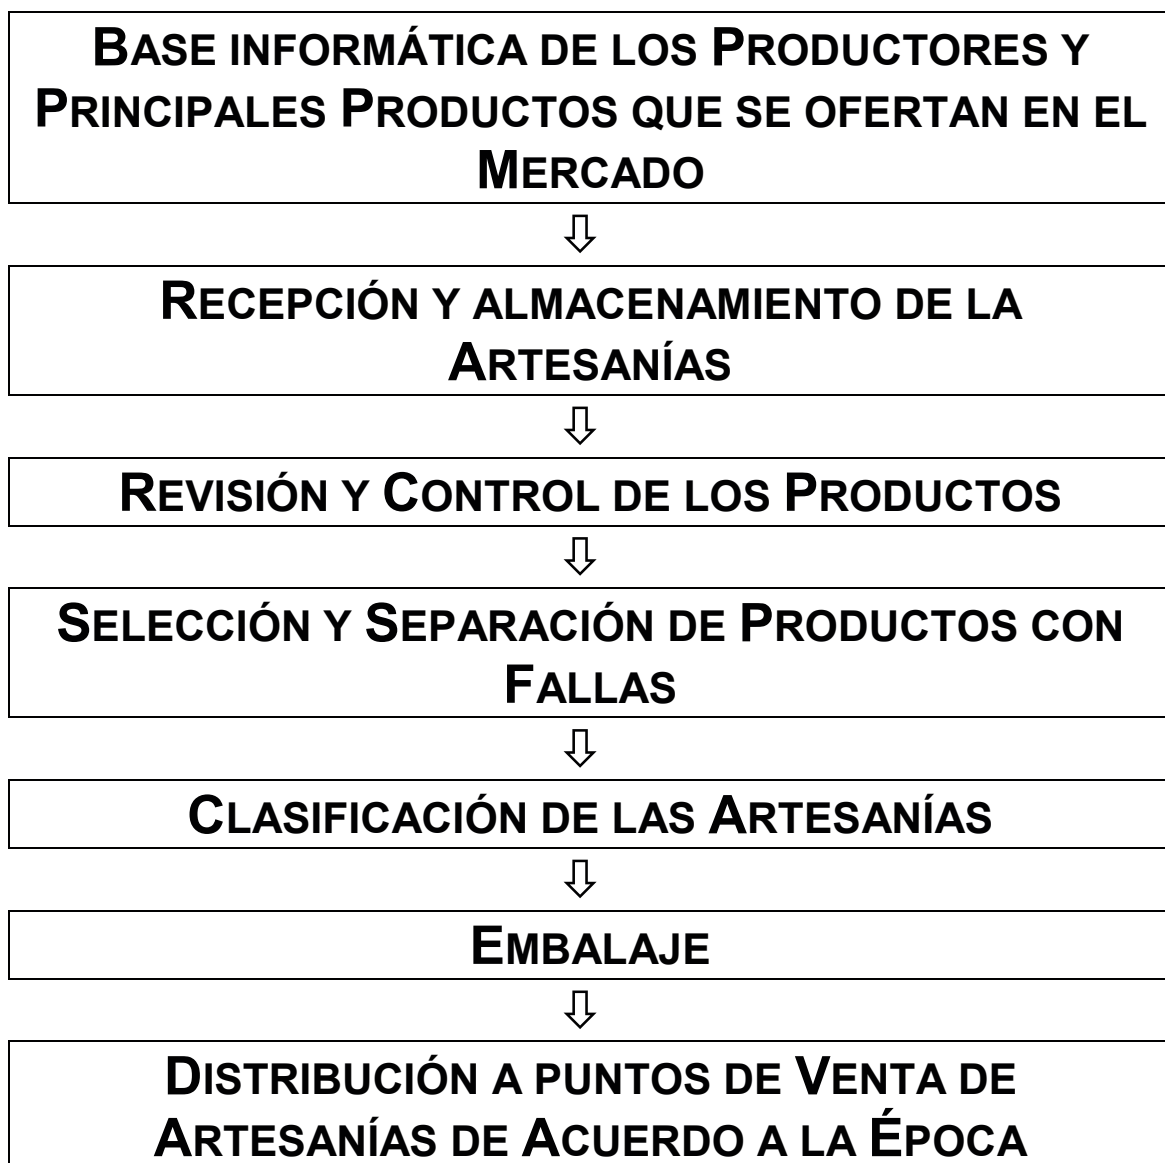 BASE INFORMÁTICA DE LOS PRODUCTORES Y
PRINCIPALES PRODUCTOS QUE SE OFERTAN EN EL
MERCADO
RECEPCIÓN Y ALMACENAMIENTO DE LA
ARTESANÍAS
REVISIÓN Y CONTROL DE LOS PRODUCTOS
SELECCIÓN Y SEPARACIÓN DE PRODUCTOS CON
FALLAS
CLASIFICACIÓN DE LAS ARTESANÍAS
EMBALAJE
DISTRIBUCIÓN A PUNTOS DE VENTA DE
ARTESANÍAS DE ACUERDO A LA ÉPOCA